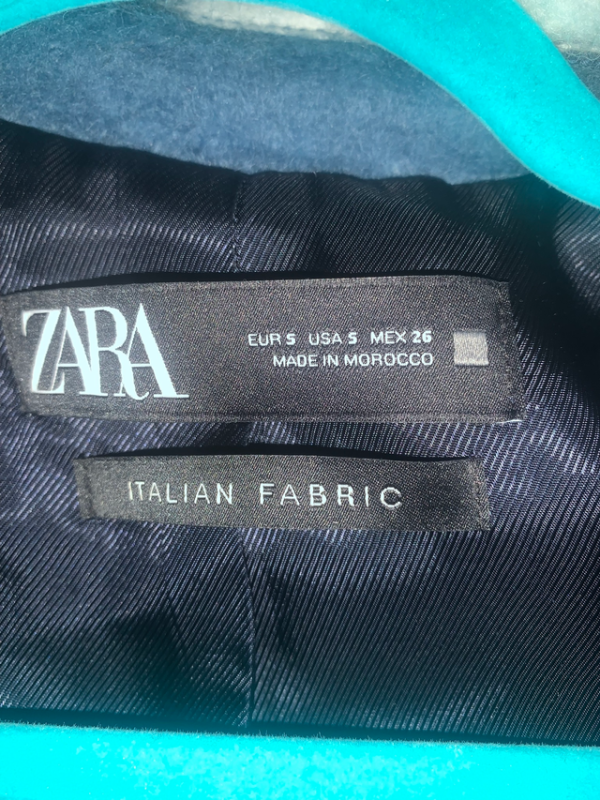 ZARA
EUR S USA S MEX 26
MADE IN MOROCCO
ITALIAN FABRIC